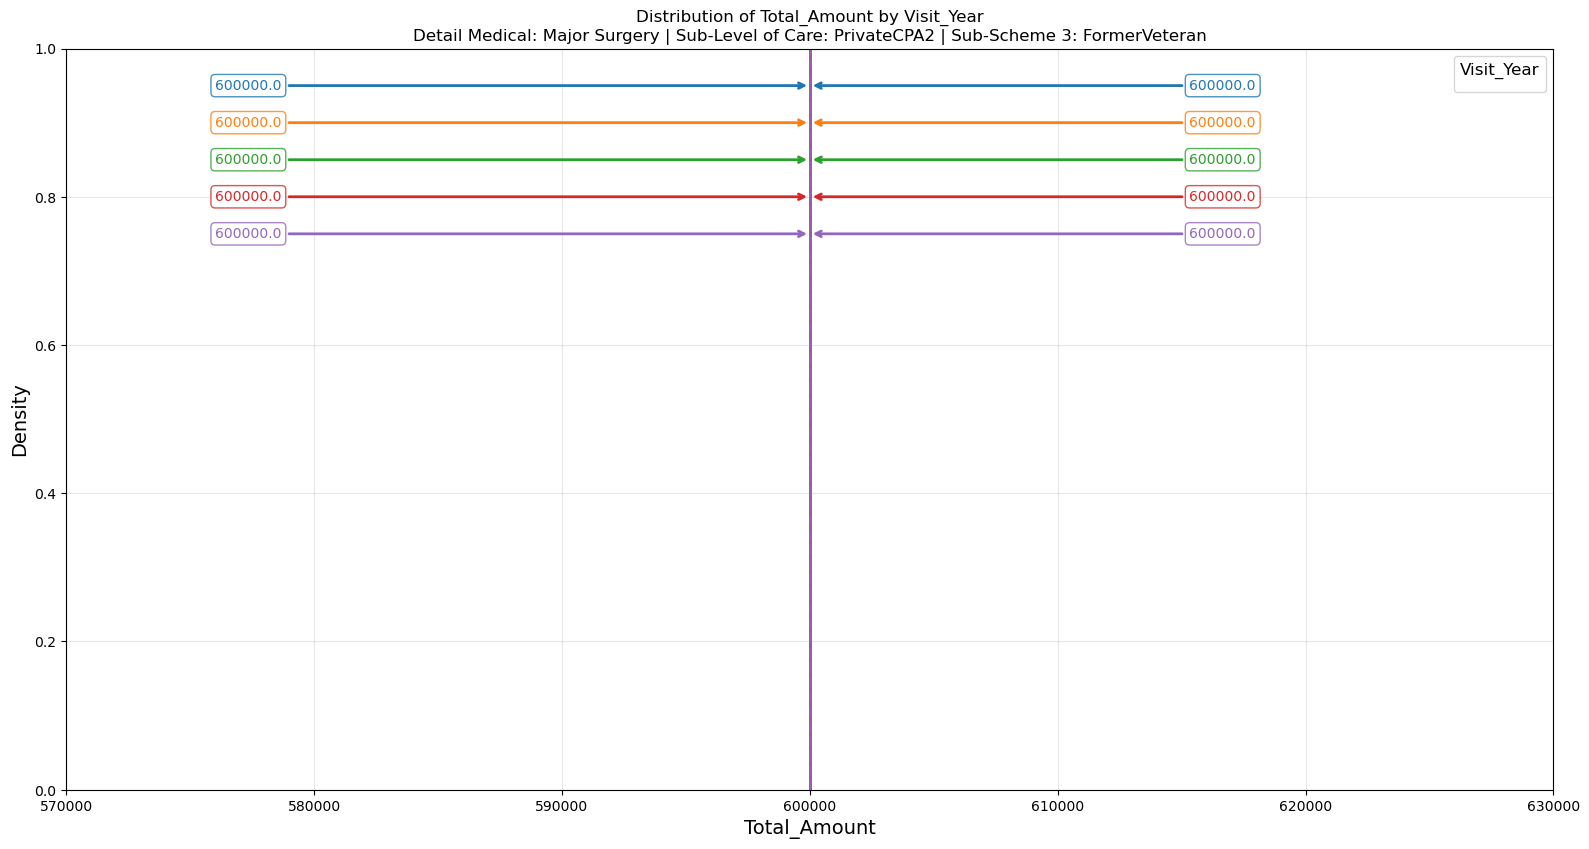 Distribution of Total_Amount by Visit_Year
Detail Medical: Major Surgery | Sub-Level of Care: PrivateCPA2 | Sub-Scheme 3: FormerVeteran
Visit_Year
600000.0 600000.0
600000.0 600000.0
600000.0 600000.0
600000.0 600000.0
600000.0 600000.0
Density
1.0
0.8
0.6
0.4
0.2
0.0
570000 580000 590000 600000 610000 620000 630000
Total_Amount